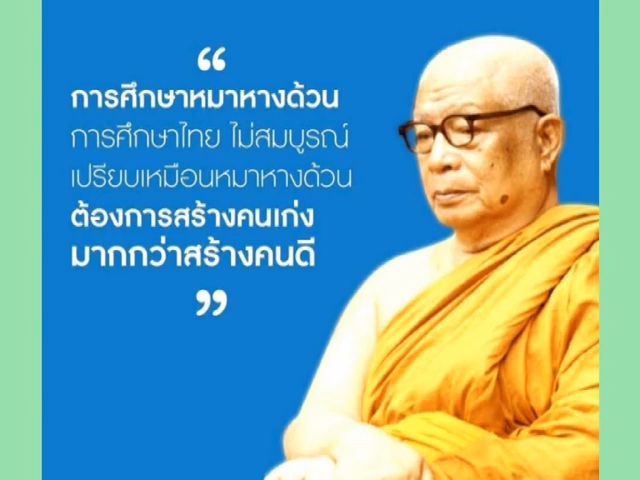 “
การศึกษาหมาหางด้วน
การศึกษาไทย ไม่สมบูรณ์
เปรียบเหมือนหมาหางด้วน
ต้องการสร้างคนเก่ง
มากกว่าสร้างคนดี
”